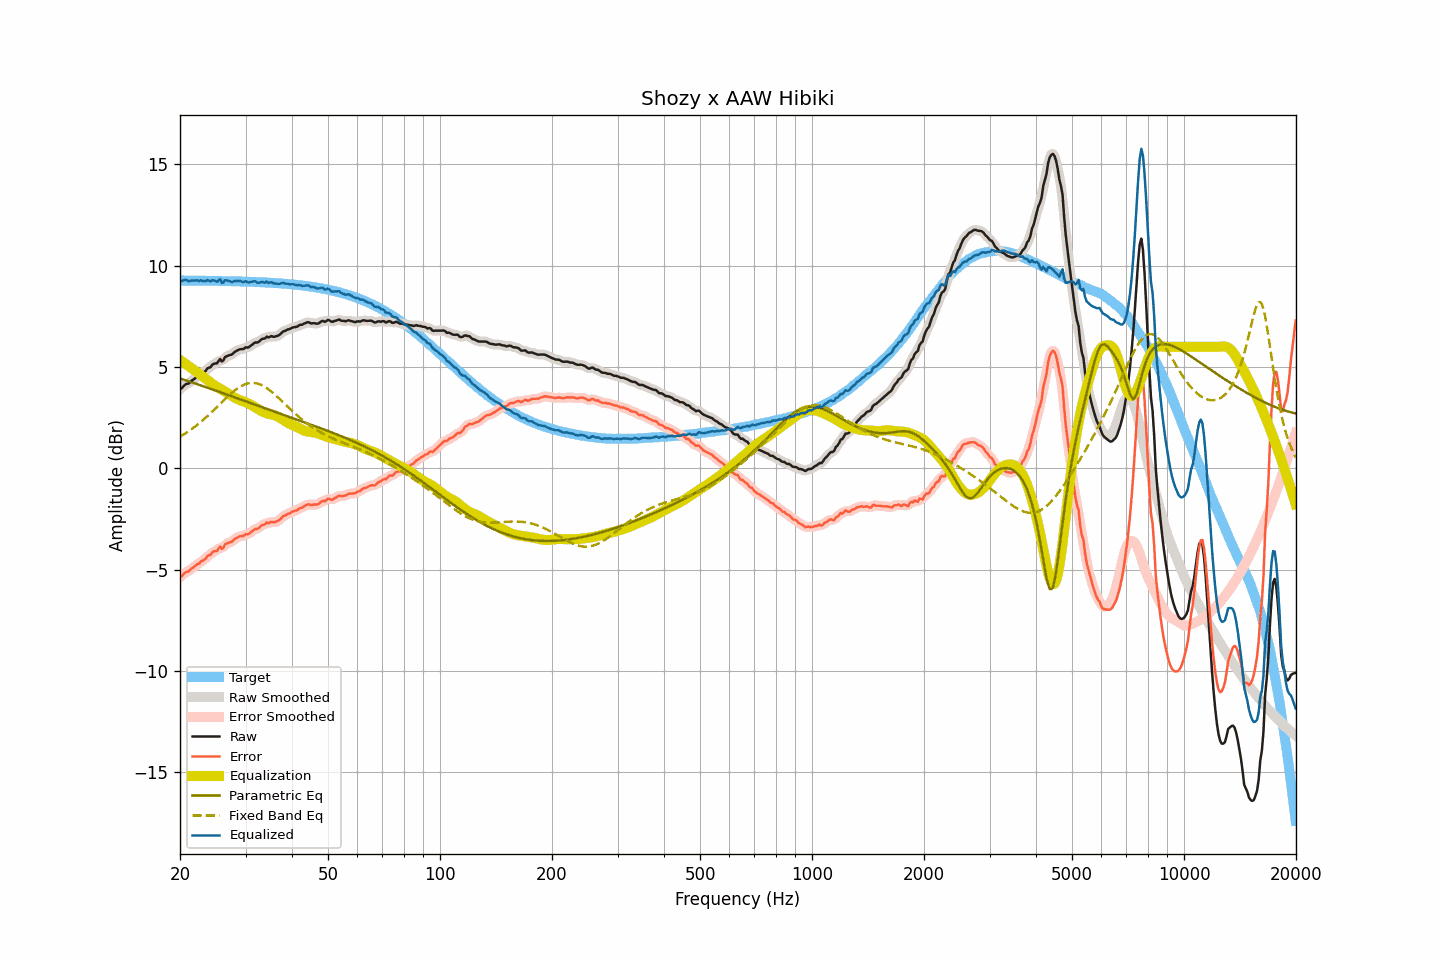 Shozy x AAW Hibiki
Amplitude (dBr)
15
10
5
0
−5
−10
−15
Target
Raw Smoothed
Error Smoothed
Raw
Error
Equalization
Parametric Eq
Fixed Band Eq
Equalized
20 50 100 200 500 1000 2000 5000 10000 20000
Frequency (Hz)